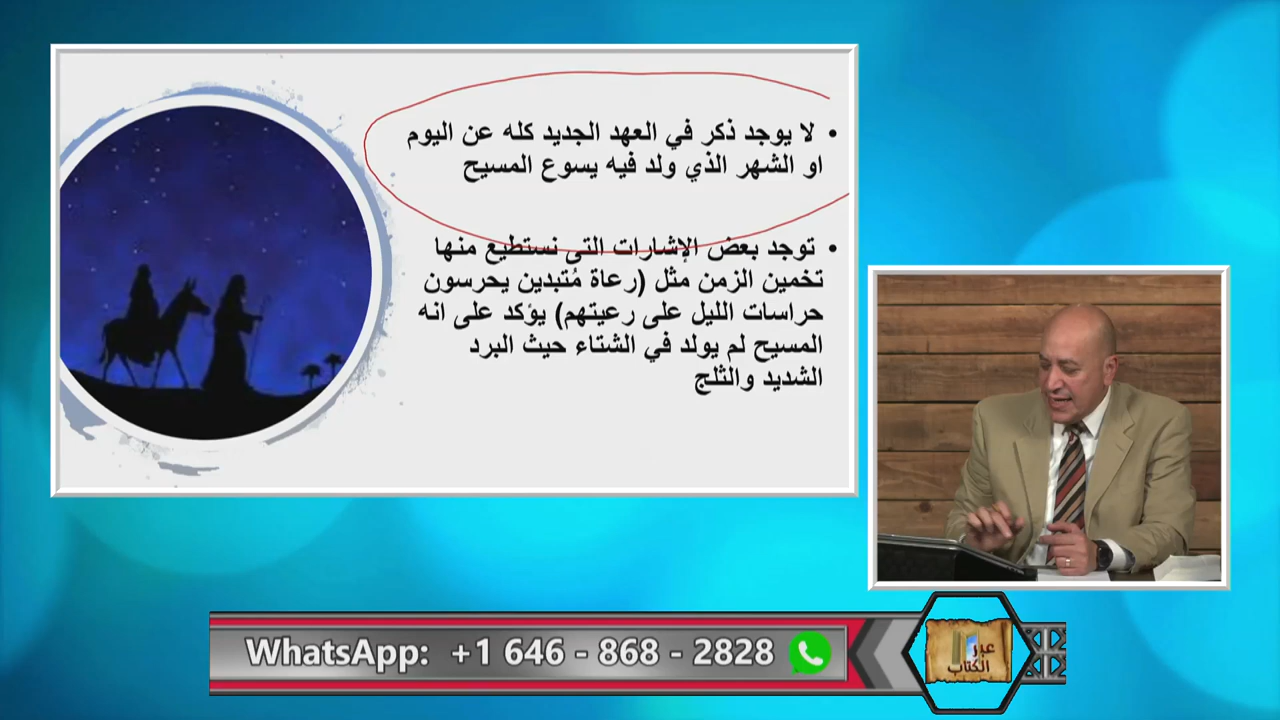 • لا يوجد ذكر في العهد الجديد كله عن اليوم
او الشهر الذي ولد فيه يسوع المسيح
• توجد بعض الإشارات التي نستطيع منها
تخمين الزمن مثل (رعاة مُتبدين يحرسون
حراسات الليل على رعيتهم) يؤكد على انه
المسيح لم يولد في الشتاء حيث البرد
الشديد والثلج
WhatsApp: +1 646 - 868 - 2828
عبر
الكتاب